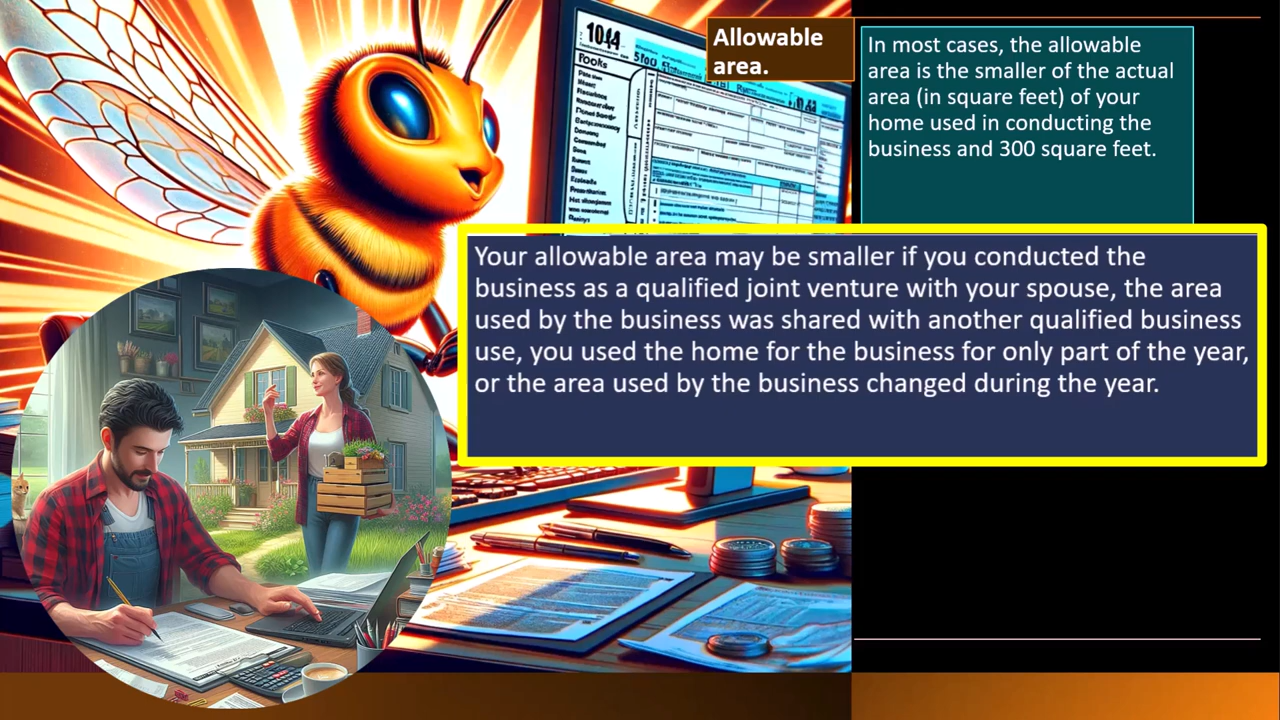 Allowable
area.
In most cases, the allowable
area is the smaller of the actual
area (in square feet) of your
home used in conducting the
business and 300 square feet.
Your allowable area may be smaller if you conducted the
business as a qualified joint venture with your spouse, the area
used by the business was shared with another qualified business
use, you used the home for the business for only part of the year,
or the area used by the business changed during the year.
1044
Fooks